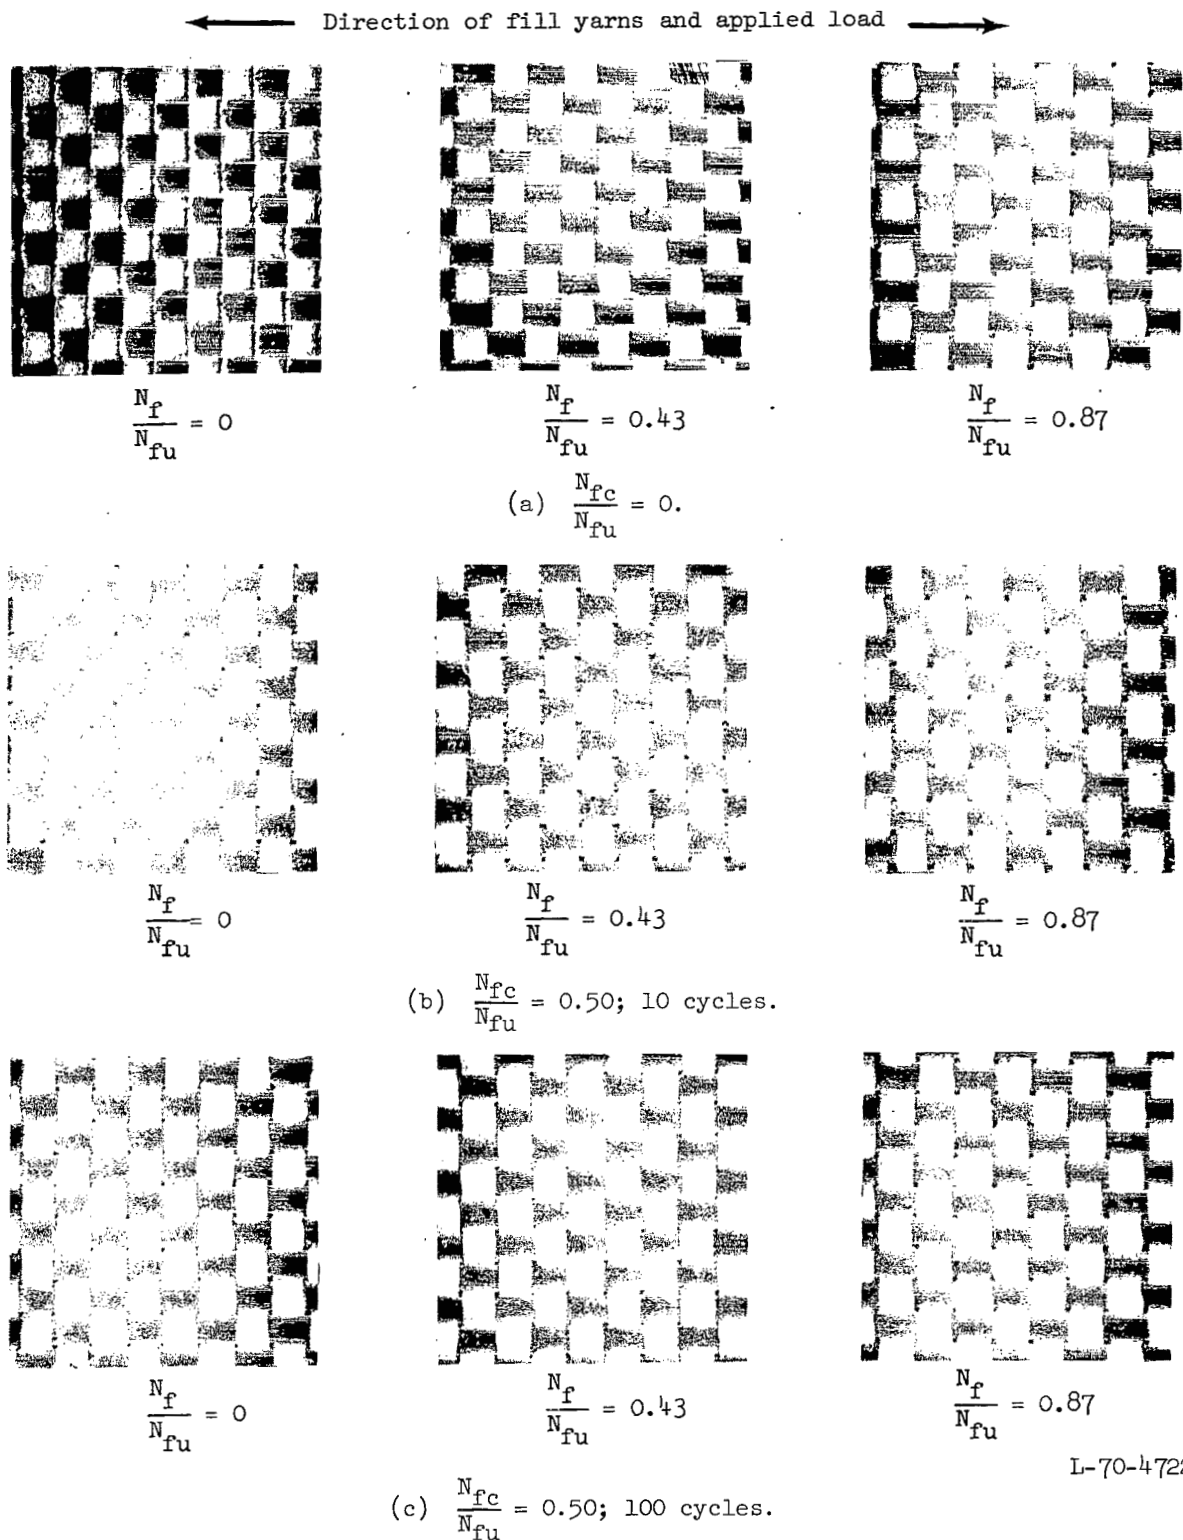 Direction of fill yarns and applied load
N_f/N_fu = 0
N_f/N_fu = 0.43
N_f/N_fu = 0.87
(a) N_fc/N_fu = 0.
N_f/N_fu = 0
N_f/N_fu = 0.43
N_f/N_fu = 0.87
(b) N_fc/N_fu = 0.50; 10 cycles.
N_f/N_fu = 0
N_f/N_fu = 0.43
N_f/N_fu = 0.87
L-70-4722
(c) N_fc/N_fu = 0.50; 100 cycles.